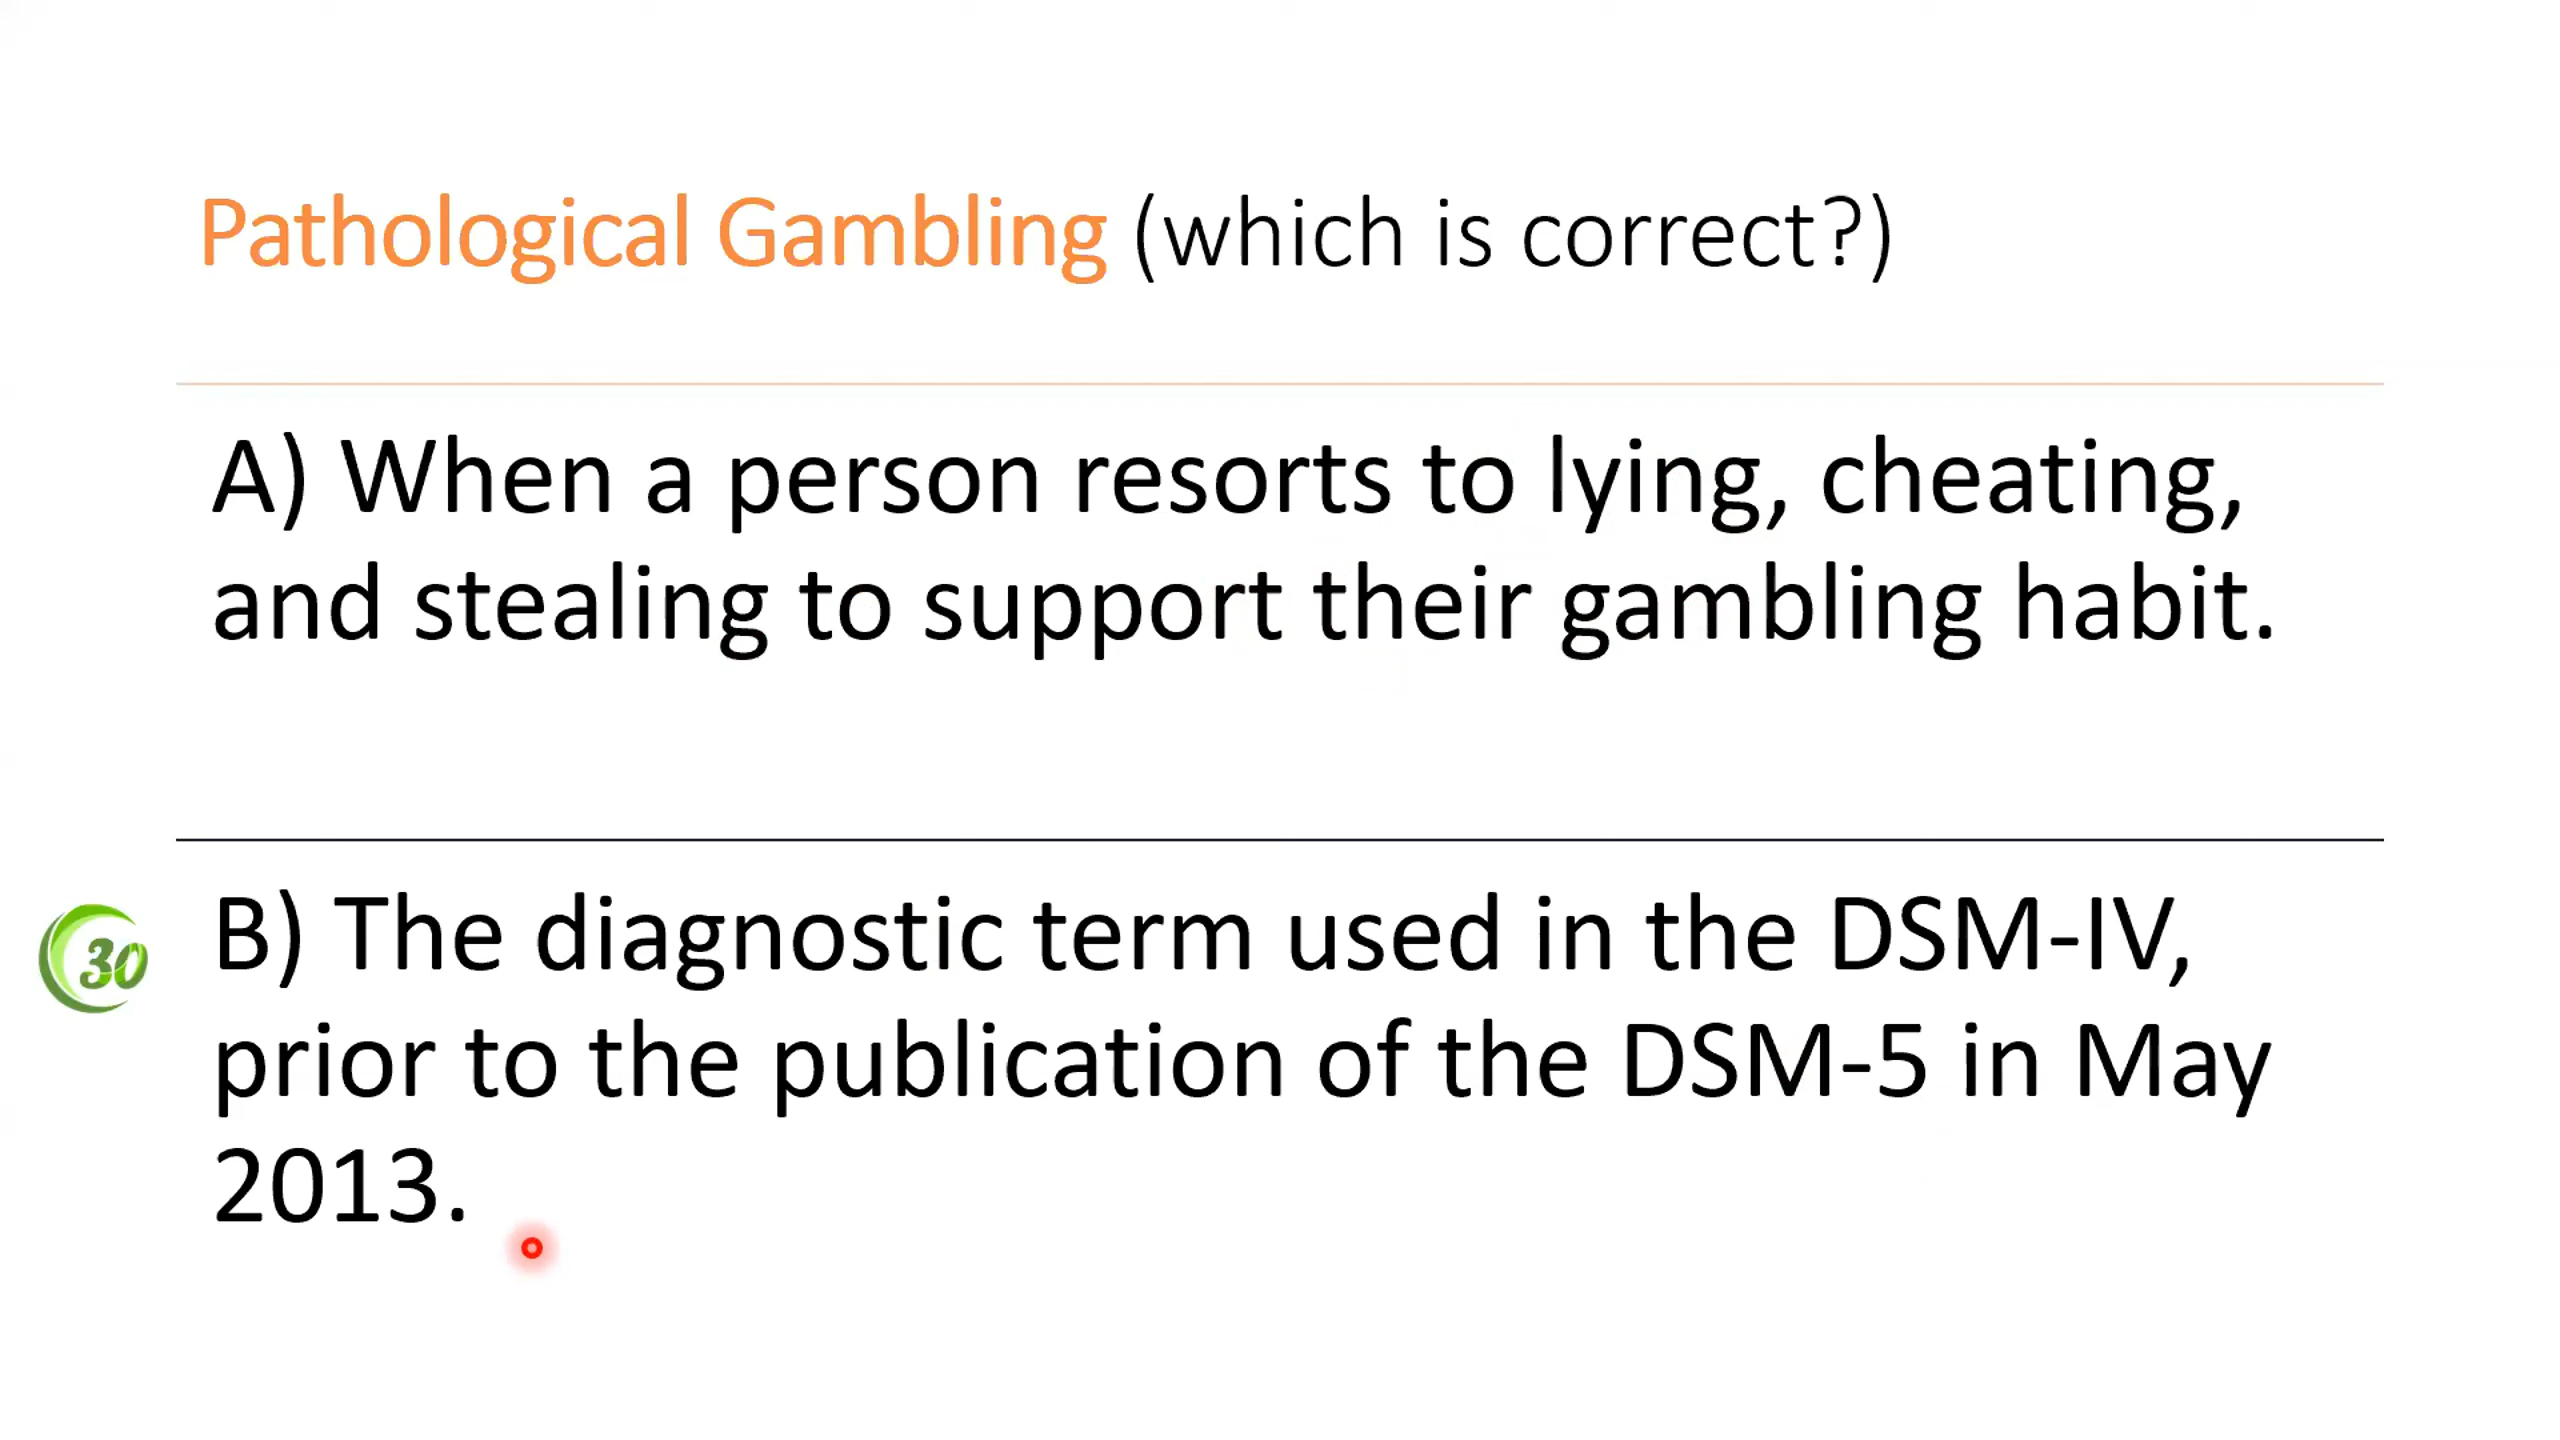 Pathological Gambling (which is correct?)
A) When a person resorts to lying, cheating,
and stealing to support their gambling habit.
B) The diagnostic term used in the DSM-IV,
prior to the publication of the DSM-5 in May
2013.
30